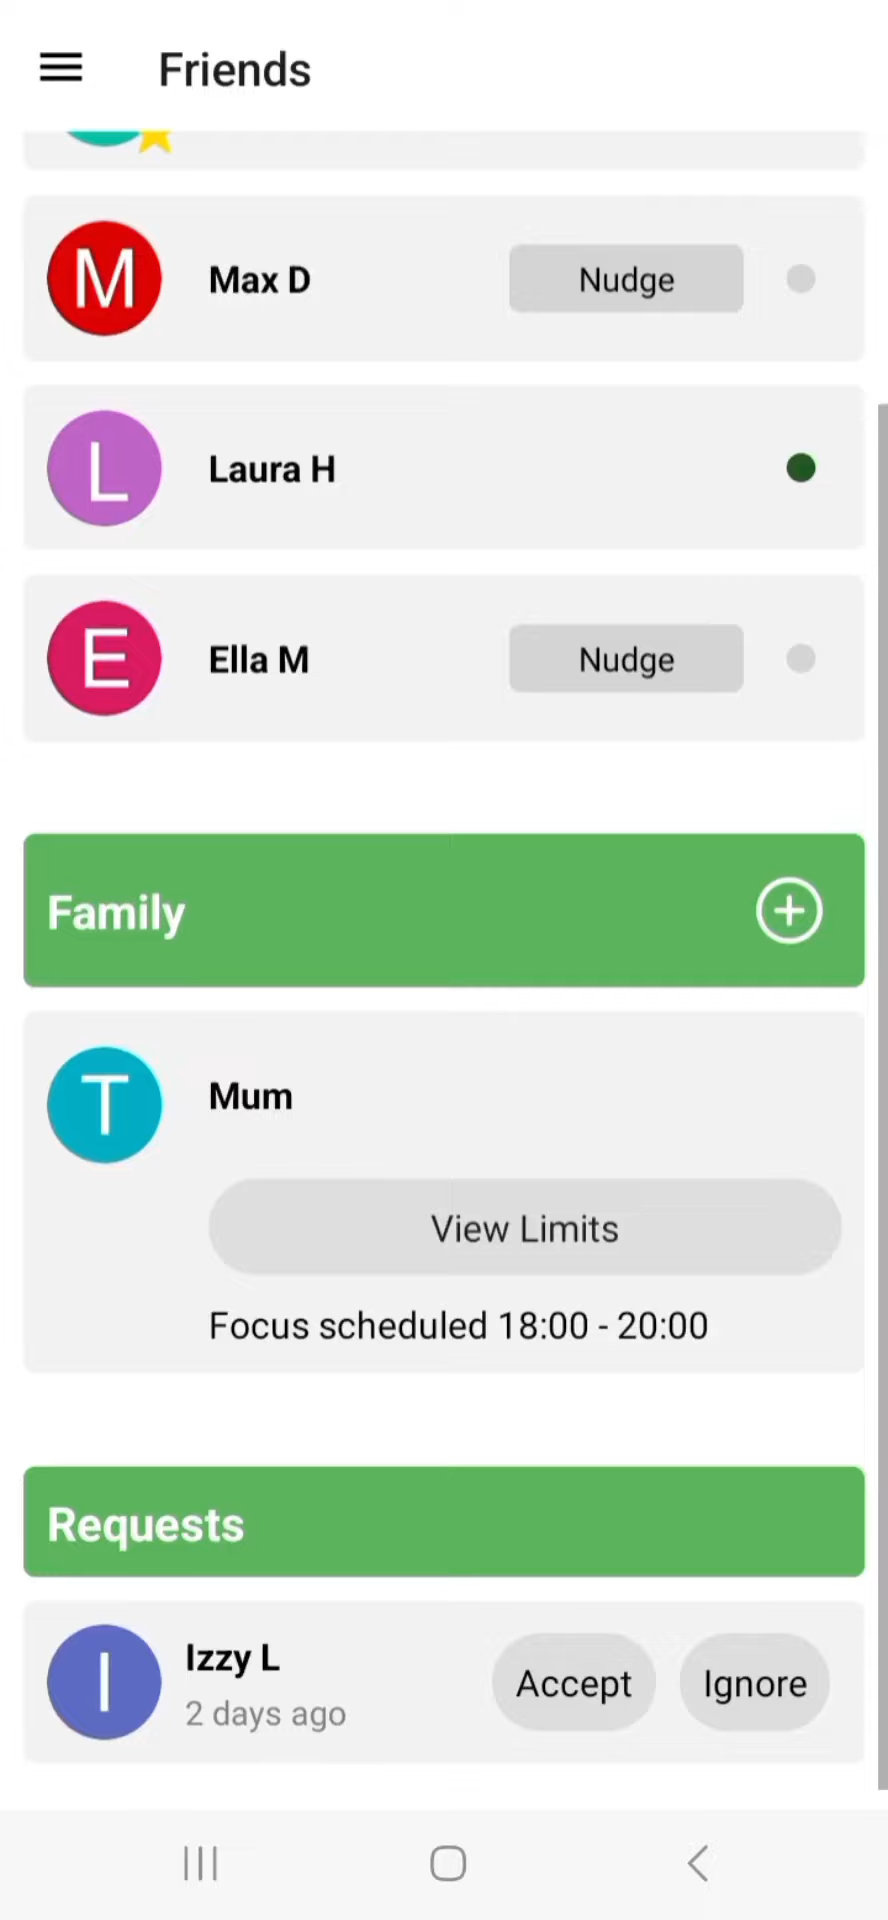 Friends
M
Max D
Nudge
L
Laura H
E
Ella M
Nudge
Family
T
Mum
View Limits
Focus scheduled 18:00 - 20:00
Requests
I
Izzy L
2 days ago
Accept
Ignore